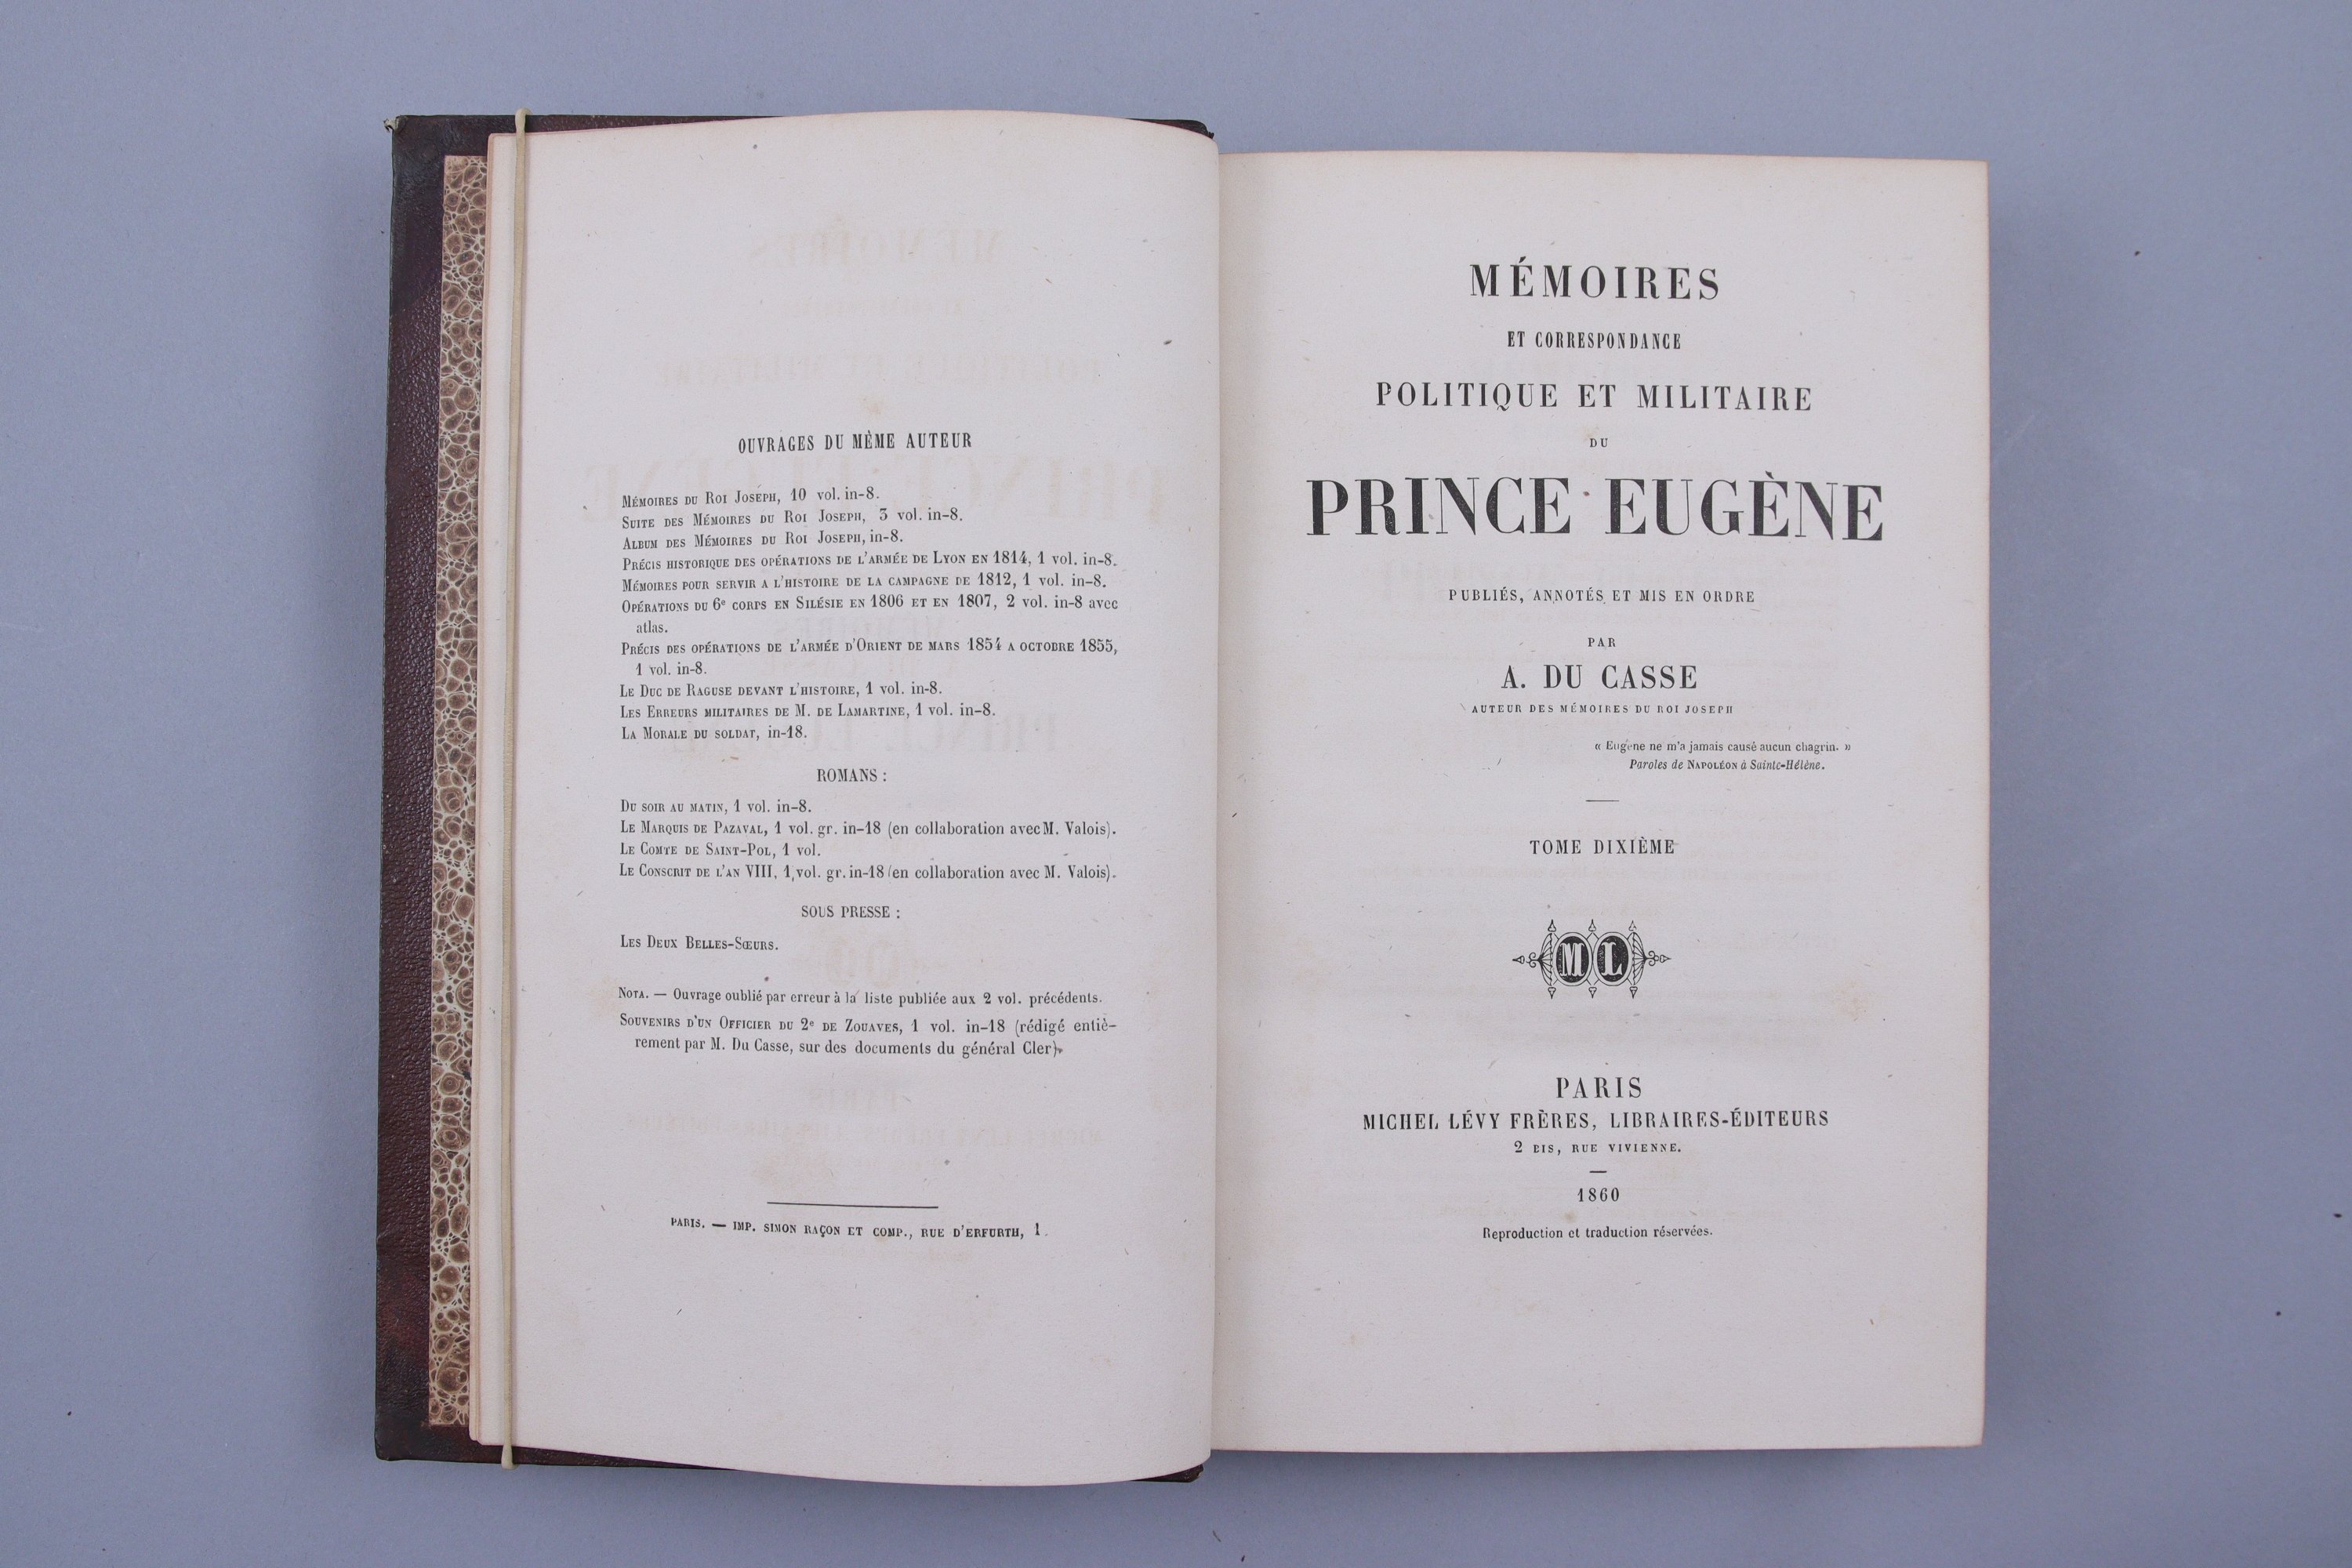 OUVRAGES DU MÊME AUTEUR
Mémoires du Roi Joseph, 10 vol. in-8.
Suite des Mémoires du Roi Joseph, 3 vol. in-8.
Album des Mémoires du Roi Joseph, in-8.
Précis historique des opérations de l'armée de Lyon en 1814, 1 vol. in-8.
Mémoires pour servir a l'histoire de la campagne de 1812, 1 vol. in-8.
Opérations du 6e corps en Silésie en 1806 et en 1807, 2 vol. in-8 avec
atlas.
Précis des opérations de l'armée d'Orient de mars 1854 a octobre 1855,
1 vol. in-8.
Le Duc de Raguse devant l'histoire, 1 vol. in-8.
Les Erreurs militaires de M. de Lamartine, 1 vol. in-8.
La Morale du soldat, in-18.
ROMANS :
Du soir au matin, 1 vol. in-8.
Le Marquis de Pazaval, 1 vol. gr. in-18 (en collaboration avec M. Valois).
Le Comte de Saint-Pol, 1 vol.
Le Conscrit de l'an VIII, 1 vol. gr. in-18 (en collaboration avec M. Valois).
SOUS PRESSE :
Les Deux Belles-Sœurs.
Nota. — Ouvrage oublié par erreur à la liste publiée aux 2 vol. précédents.
Souvenirs d'un Officier du 2e de Zouaves, 1 vol. in-18 (rédigé entiè-
rement par M. Du Casse, sur des documents du général Cler).
PARIS. — IMP. SIMON RAÇON ET COMP., RUE D'ERFURTH, 1.
MÉMOIRES
ET CORRESPONDANCE
POLITIQUE ET MILITAIRE
DU
PRINCE EUGÈNE
PUBLIÉS, ANNOTÉS ET MIS EN ORDRE
PAR
A. DU CASSE
AUTEUR DES MÉMOIRES DU ROI JOSEPH
« Eugène ne m'a jamais causé aucun chagrin. »
Paroles de Napoléon à Sainte-Hélène.
TOME DIXIÈME
ML
PARIS
MICHEL LÉVY FRÈRES, LIBRAIRES-ÉDITEURS
2 BIS, RUE VIVIENNE.
1860
Reproduction et traduction réservées.